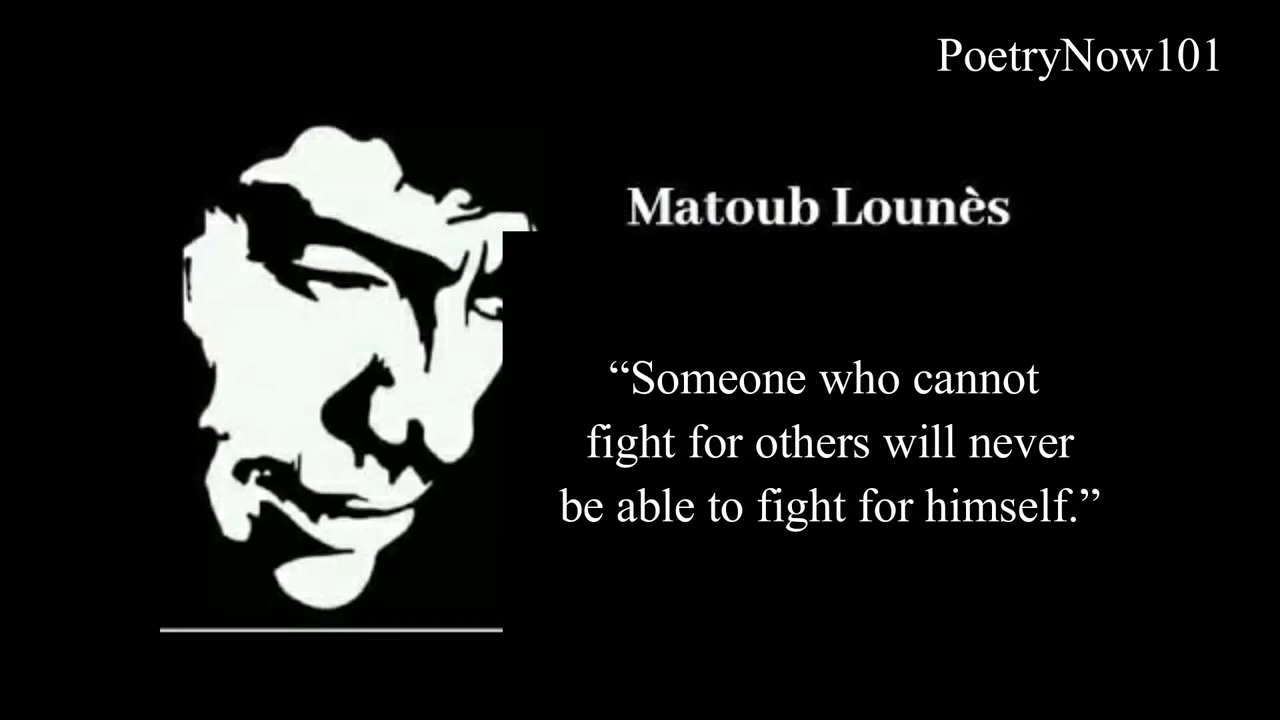 PoetryNow101
Matoub Lounès
“Someone who cannot
fight for others will never
be able to fight for himself.”